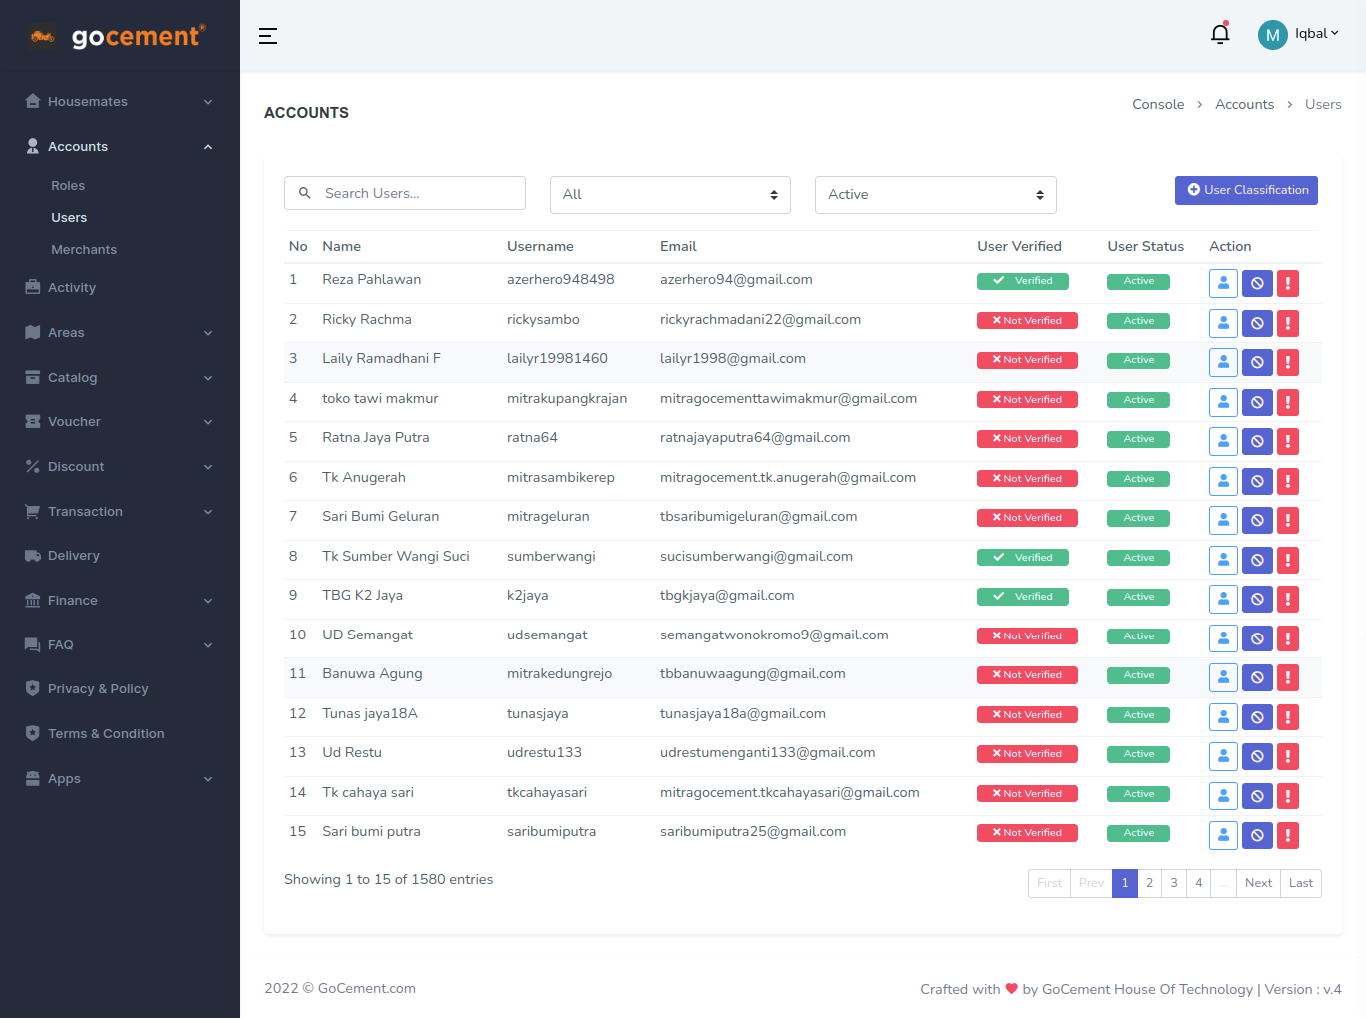 gocement®
Iqbal
M
Housemates
Accounts
Roles
Users
Merchants
Activity
Areas
Catalog
Voucher
Discount
Transaction
Delivery
Finance
FAQ
Privacy & Policy
Terms & Condition
Apps
ACCOUNTS
Console > Accounts > Users
Search Users...
All
Active
User Classification
No Name Username Email User Verified User Status Action
1 Reza Pahlawan azerhero948498 azerhero94@gmail.com Verified Active
2 Ricky Rachma rickysambo rickyrachmadani22@gmail.com Not Verified Active
3 Laily Ramadhani F lailyr19981460 lailyr1998@gmail.com Not Verified Active
4 toko tawi makmur mitrakupangkrajan mitragocementtawimakmur@gmail.com Not Verified Active
5 Ratna Jaya Putra ratna64 ratnajayaputra64@gmail.com Not Verified Active
6 Tk Anugerah mitrasambikerep mitragocement.tk.anugerah@gmail.com Not Verified Active
7 Sari Bumi Geluran mitrageluran tbsaribumigeluran@gmail.com Not Verified Active
8 Tk Sumber Wangi Suci sumberwangi sucisumberwangi@gmail.com Verified Active
9 TBG K2 Jaya k2jaya tbgkjaya@gmail.com Verified Active
10 UD Semangat udsemangat semangatwonokromo9@gmail.com Not Verified Active
11 Banuwa Agung mitrakedungrejo tbbanuwaagung@gmail.com Not Verified Active
12 Tunas jaya18A tunasjaya tunasjaya18a@gmail.com Not Verified Active
13 Ud Restu udrestu133 udrestumenganti133@gmail.com Not Verified Active
14 Tk cahaya sari tkcahayasari mitragocement.tkcahayasari@gmail.com Not Verified Active
15 Sari bumi putra saribumiputra saribumiputra25@gmail.com Not Verified Active
Showing 1 to 15 of 1580 entries
First Prev 1 2 3 4 ... Next Last
2022 © GoCement.com
Crafted with ❤ by GoCement House Of Technology | Version : v.4